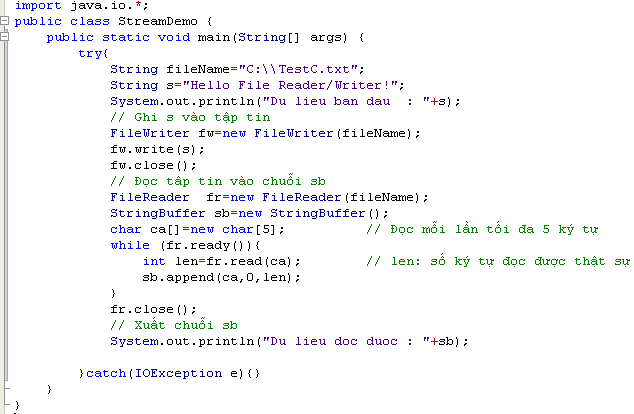 import java.io.*;
public class StreamDemo {
public static void main(String[] args) {
try{
String fileName="C:\\TestC.txt";
String s="Hello File Reader/Writer!";
System.out.println("Du lieu ban dau  : "+s);
// Ghi s vào tập tin
FileWriter fw=new FileWriter(fileName);
fw.write(s);
fw.close();
// Đọc tập tin vào chuỗi sb
FileReader  fr=new FileReader(fileName);
StringBuffer sb=new StringBuffer();
char ca[]=new char[5];          // Đọc mỗi lần tối đa 5 ký tự
while (fr.ready()){
int len=fr.read(ca);        // len: số ký tự đọc được thật sự
sb.append(ca,0,len);
}
fr.close();
// Xuất chuỗi sb
System.out.println("Du lieu doc duoc : "+sb);
}catch(IOException e){}
}
}